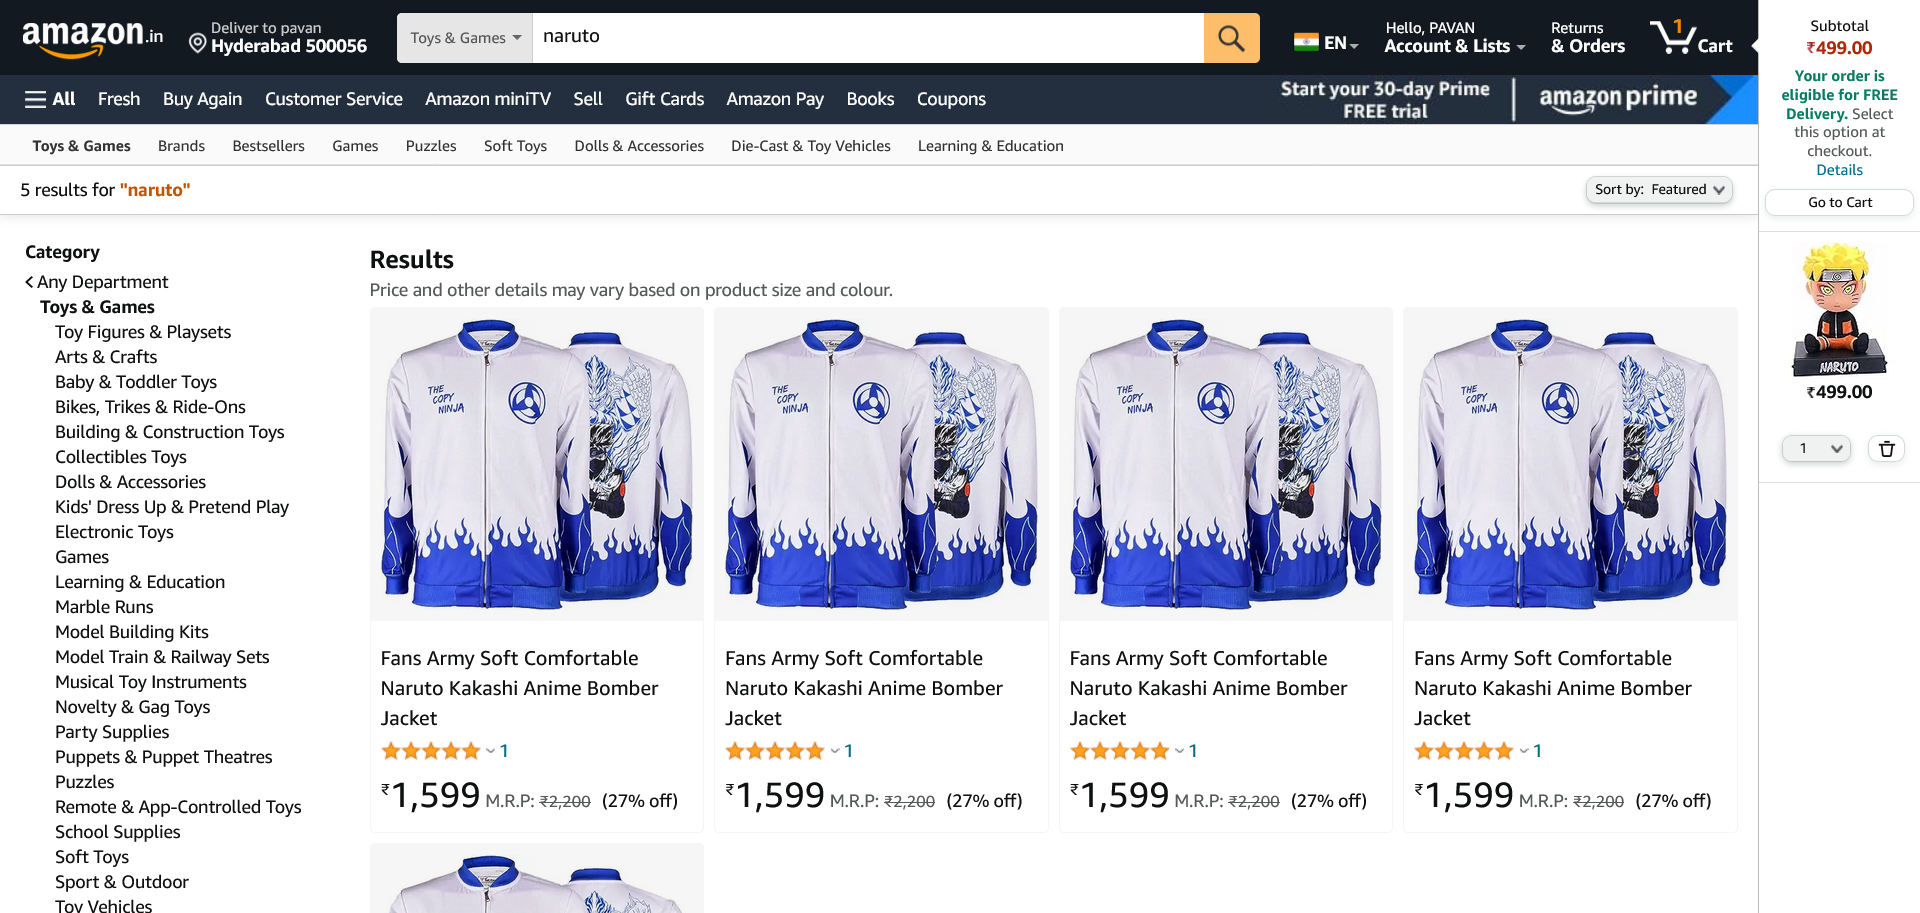 amazon.in
Deliver to pavan
Hyderabad 500056
Toys & Games
naruto
EN
Hello, PAVAN
Account & Lists
Returns
& Orders
1
Cart
All
Fresh
Buy Again
Customer Service
Amazon miniTV
Sell
Gift Cards
Amazon Pay
Books
Coupons
Start your 30-day Prime
FREE trial
amazon prime
Toys & Games
Brands
Bestsellers
Games
Puzzles
Soft Toys
Dolls & Accessories
Die-Cast & Toy Vehicles
Learning & Education
5 results for "naruto"
Sort by: Featured
Category
Any Department
Toys & Games
Toy Figures & Playsets
Arts & Crafts
Baby & Toddler Toys
Bikes, Trikes & Ride-Ons
Building & Construction Toys
Collectibles Toys
Dolls & Accessories
Kids' Dress Up & Pretend Play
Electronic Toys
Games
Learning & Education
Marble Runs
Model Building Kits
Model Train & Railway Sets
Musical Toy Instruments
Novelty & Gag Toys
Party Supplies
Puppets & Puppet Theatres
Puzzles
Remote & App-Controlled Toys
School Supplies
Soft Toys
Sport & Outdoor
Toy Vehicles
Results
Price and other details may vary based on product size and colour.
THE
COPY
NINJA
Fans Army Soft Comfortable
Naruto Kakashi Anime Bomber
Jacket
1
₹1,599 M.R.P: ₹2,200 (27% off)
THE
COPY
NINJA
Fans Army Soft Comfortable
Naruto Kakashi Anime Bomber
Jacket
1
₹1,599 M.R.P: ₹2,200 (27% off)
THE
COPY
NINJA
Fans Army Soft Comfortable
Naruto Kakashi Anime Bomber
Jacket
1
₹1,599 M.R.P: ₹2,200 (27% off)
THE
COPY
NINJA
Fans Army Soft Comfortable
Naruto Kakashi Anime Bomber
Jacket
1
₹1,599 M.R.P: ₹2,200 (27% off)
Subtotal
₹499.00
Your order is
eligible for FREE
Delivery. Select
this option at
checkout.
Details
Go to Cart
NARUTO
₹499.00
1